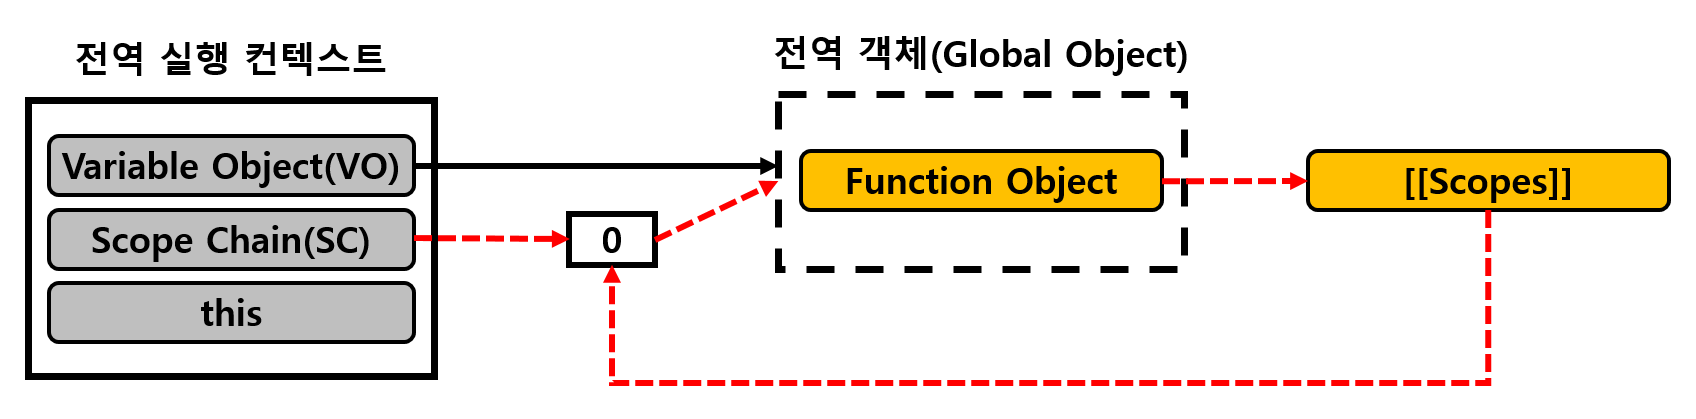 전역 실행 컨텍스트
전역 객체(Global Object)
Variable Object(VO)
Scope Chain(SC)
this
0
Function Object
[[Scopes]]